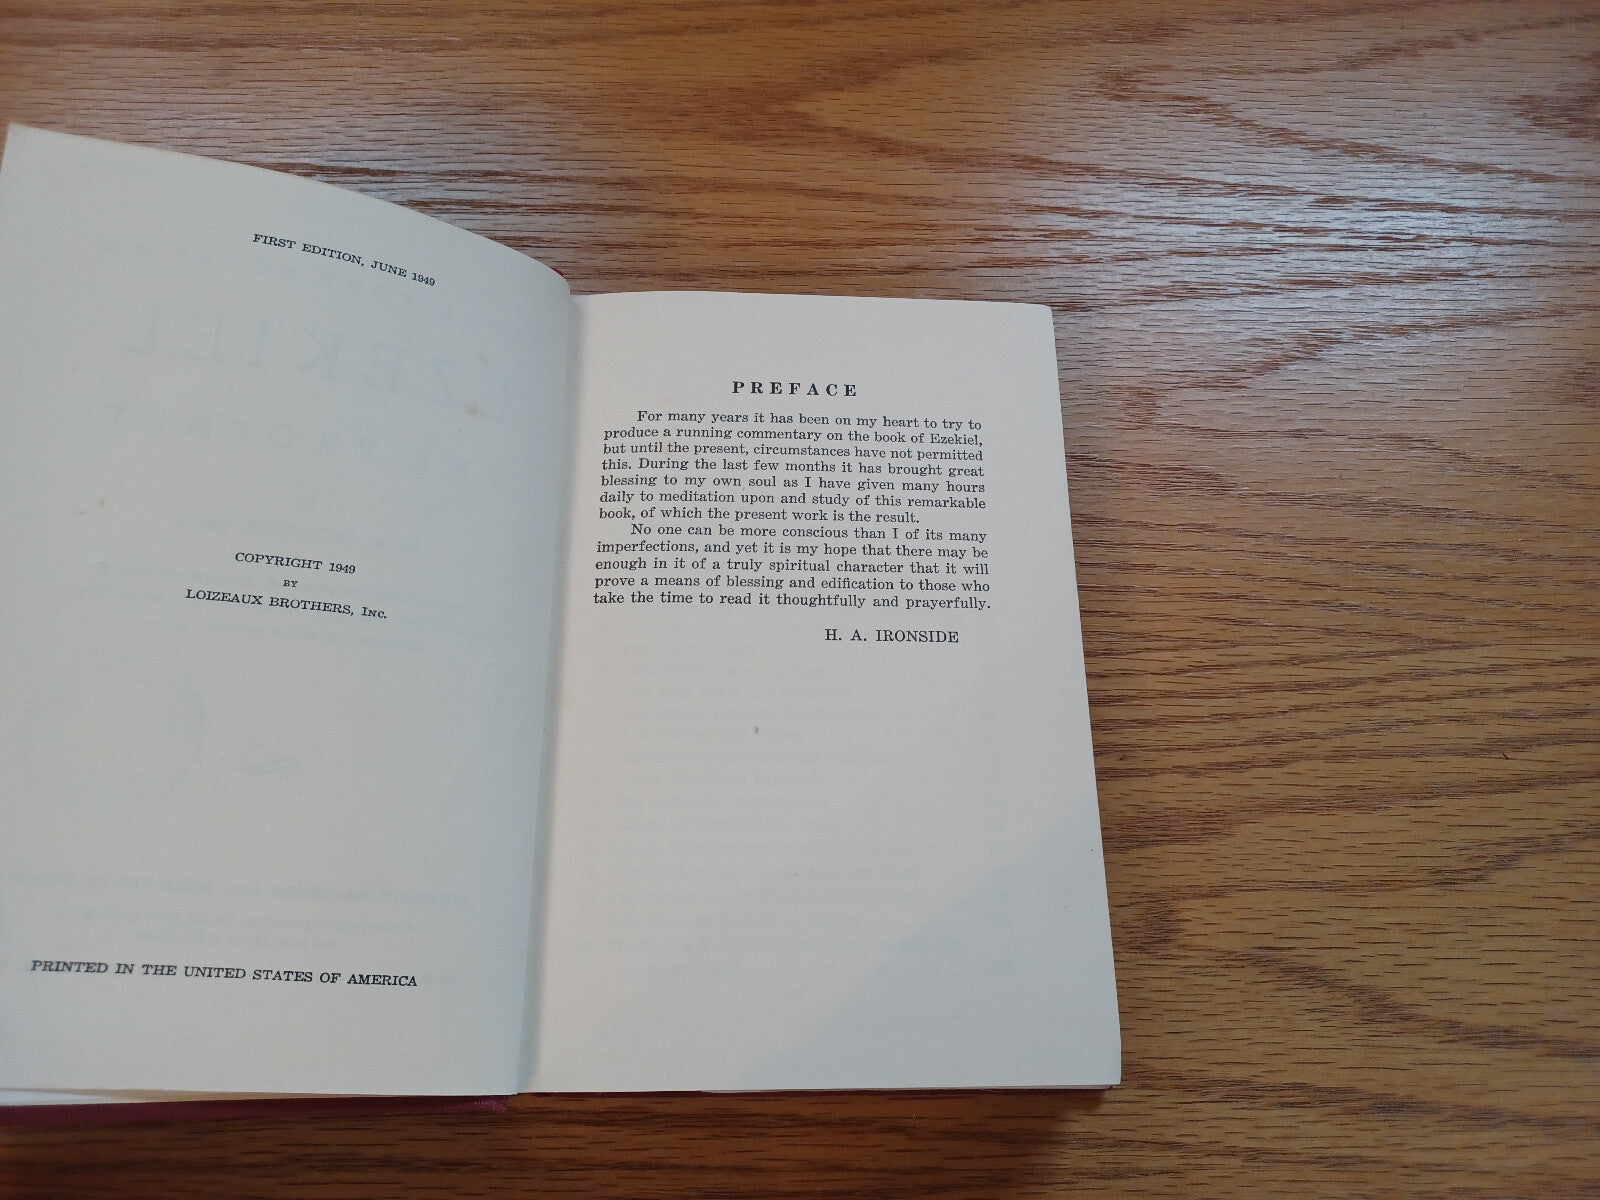 FIRST EDITION, JUNE 1949
COPYRIGHT 1949
BY
LOIZEAUX BROTHERS, Inc.
PRINTED IN THE UNITED STATES OF AMERICA
PREFACE
For many years it has been on my heart to try to
produce a running commentary on the book of Ezekiel,
but until the present, circumstances have not permitted
this. During the last few months it has brought great
blessing to my own soul as I have given many hours
daily to meditation upon and study of this remarkable
book, of which the present work is the result.
No one can be more conscious than I of its many
imperfections, and yet it is my hope that there may be
enough in it of a truly spiritual character that it will
prove a means of blessing and edification to those who
take the time to read it thoughtfully and prayerfully.
H. A. IRONSIDE